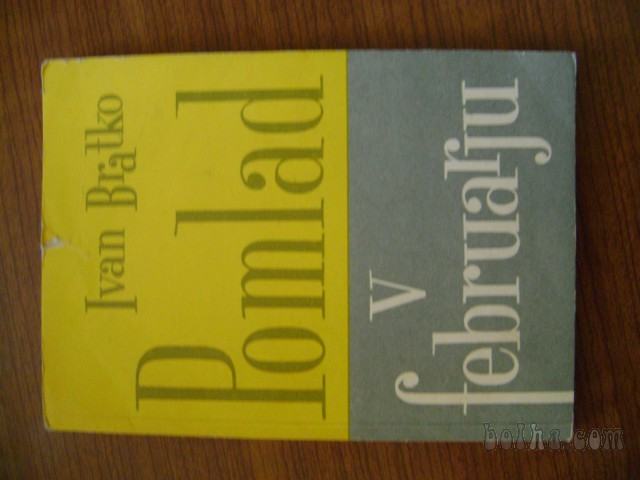 Ivan Bratko
Pomlad
v
februarju
bolha.com